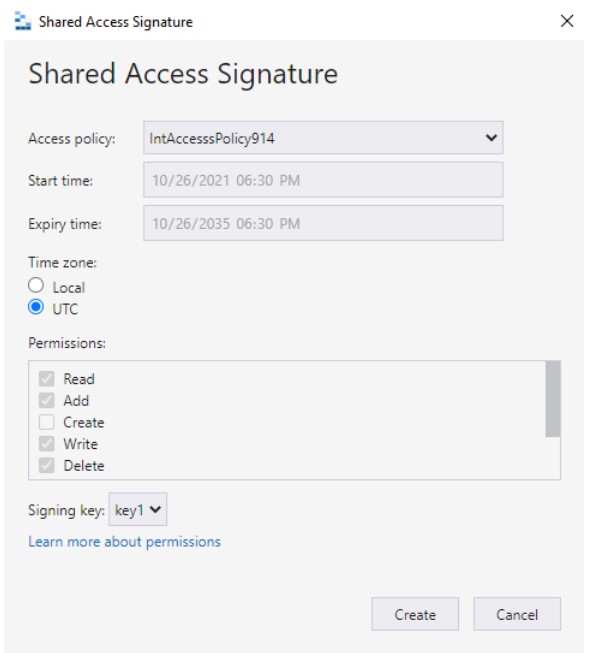 Shared Access Signature
Shared Access Signature
Access policy: IntAccesssPolicy914
Start time: 10/26/2021 06:30 PM
Expiry time: 10/26/2035 06:30 PM
Time zone:
Local
UTC
Permissions:
Read
Add
Create
Write
Delete
Signing key: key1
Learn more about permissions
Create Cancel